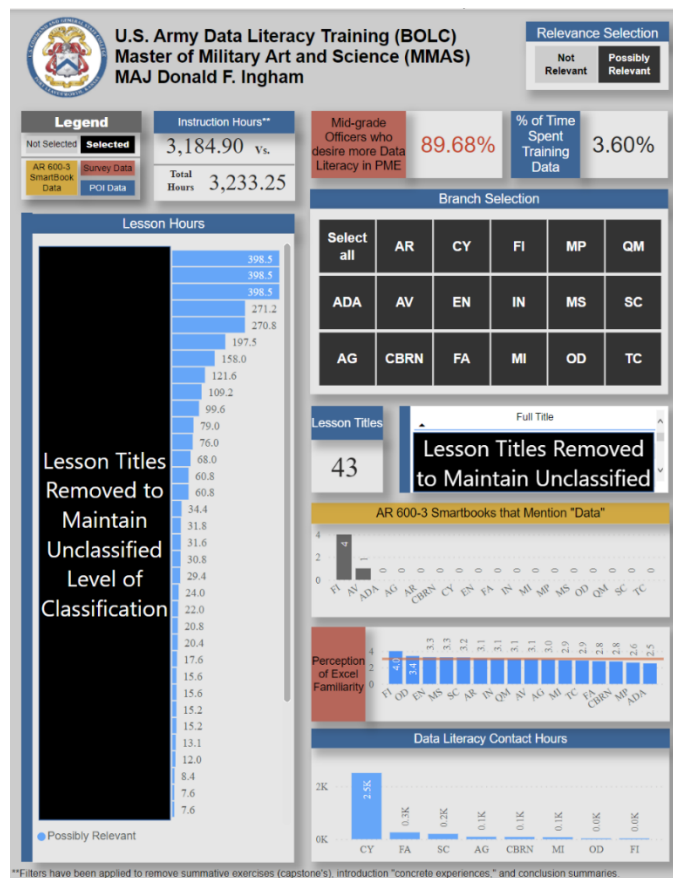 U.S. Army Data Literacy Training (BOLC)
Master of Military Art and Science (MMAS)
MAJ Donald F. Ingham
Relevance Selection
Not Relevant
Possibly Relevant
Legend
Not Selected
Selected
AR 600-3 SmartBook Data
Survey Data
POI Data
Instruction Hours**
3,184.90 Vs.
Total Hours 3,233.25
Mid-grade
Officers who
desire more Data
Literacy in PME
89.68%
% of Time
Spent
Training
Data
3.60%
Lesson Hours
Lesson Titles
Removed to
Maintain
Unclassified
Level of
Classification
398.5
398.5
398.5
271.2
270.8
197.5
158.0
121.6
109.2
99.6
79.0
76.0
68.0
60.8
60.8
34.4
31.8
31.6
30.8
29.4
24.0
22.0
20.8
20.4
17.6
15.6
15.6
15.2
15.2
13.1
12.0
8.4
7.6
7.6
Possibly Relevant
Branch Selection
Select all AR CY FI MP QM
ADA AV EN IN MS SC
AG CBRN FA MI OD TC
Lesson Titles
43
Full Title
Lesson Titles Removed
to Maintain Unclassified
AR 600-3 Smartbooks that Mention "Data"
4
2
0
4 1 0 0 0 0 0 0 0 0 0 0 0 0 0 0 0
FI AV ADA AG AR CBRN CY EN FA IN MI MP MS OD QM SC TC
Perception
of Excel
Familiarity
4
2
0
4.0 3.4 3.3 3.3 3.2 3.1 3.1 3.1 3.1 3.0 2.9 2.9 2.8 2.8 2.6 2.5
FI OD EN MS SC AR IN QM AV AG MI TC FA CBRN MP ADA
Data Literacy Contact Hours
2K
0K
2.5K 0.3K 0.2K 0.1K 0.1K 0.1K 0.0K 0.0K
CY FA SC AG CBRN MI OD FI
**Filters have been applied to remove summative exercises (capstone's), introduction "concrete experiences," and conclusion summaries.